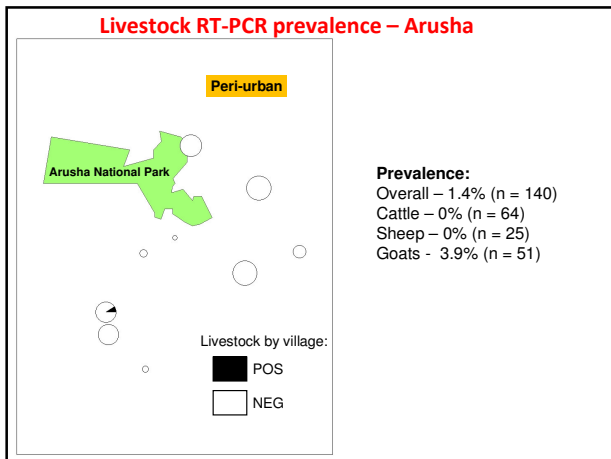 Livestock RT-PCR prevalence – Arusha
Peri-urban
Arusha National Park
Prevalence:
Overall – 1.4% (n = 140)
Cattle – 0% (n = 64)
Sheep – 0% (n = 25)
Goats - 3.9% (n = 51)
Livestock by village:
POS
NEG